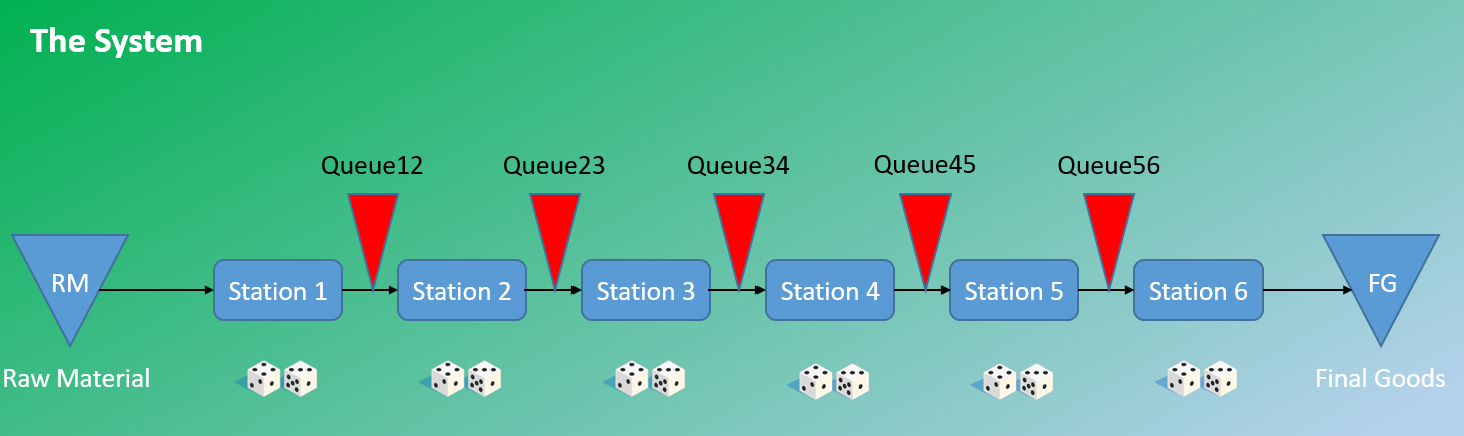 The System
Queue12 Queue23 Queue34 Queue45 Queue56
RM Station 1 Station 2 Station 3 Station 4 Station 5 Station 6 FG
Raw Material Final Goods